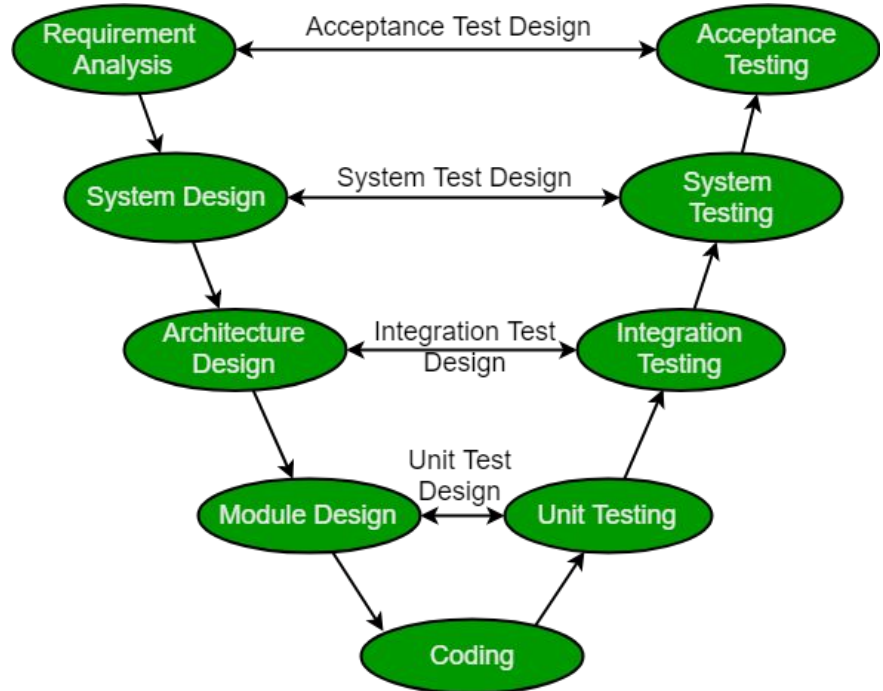 Requirement
Analysis
Acceptance Test Design
Acceptance
Testing
System Design
System Test Design
System
Testing
Architecture
Design
Integration Test
Design
Integration
Testing
Module Design
Unit Test
Design
Unit Testing
Coding